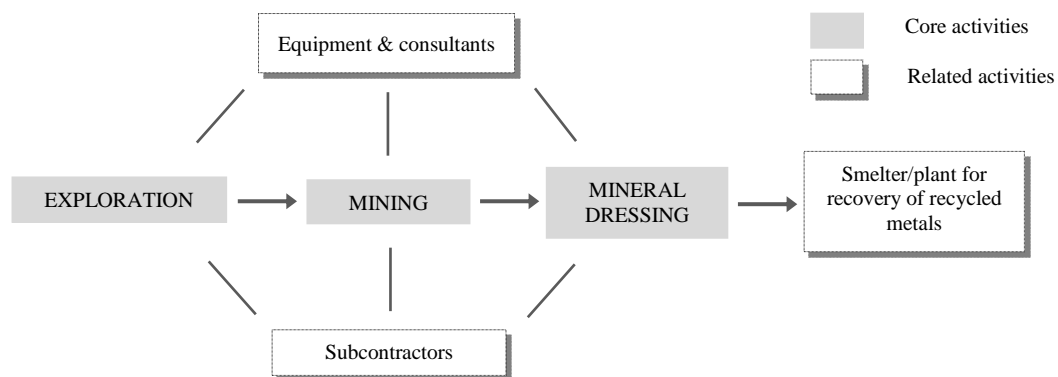 Equipment & consultants
Core activities
Related activities
EXPLORATION
MINING
MINERAL
DRESSING
Smelter/plant for
recovery of recycled
metals
Subcontractors